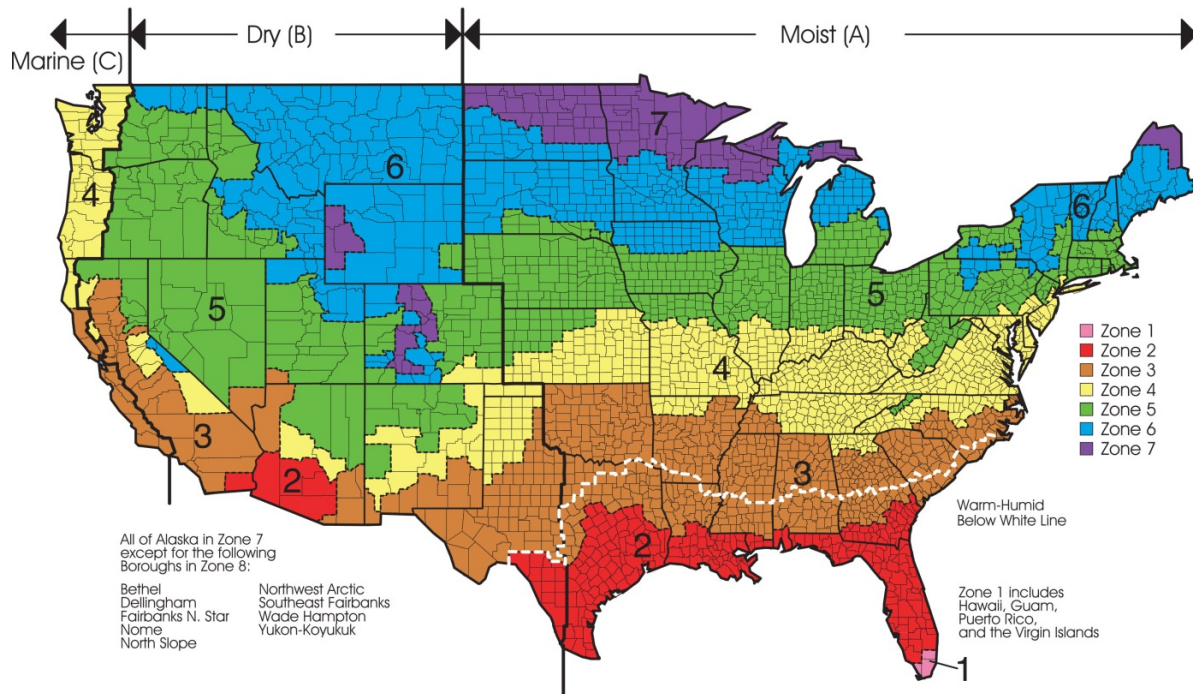 Marine (C)
Dry (B)
Moist (A)
7
6
4
6
5
5
4
3
3
2
2
1
Zone 1
Zone 2
Zone 3
Zone 4
Zone 5
Zone 6
Zone 7
Warm-Humid
Below White Line
All of Alaska in Zone 7
except for the following
Boroughs in Zone 8:
Bethel
Dellingham
Fairbanks N. Star
Nome
North Slope
Northwest Arctic
Southeast Fairbanks
Wade Hampton
Yukon-Koyukuk
Zone 1 includes
Hawaii, Guam,
Puerto Rico,
and the Virgin Islands